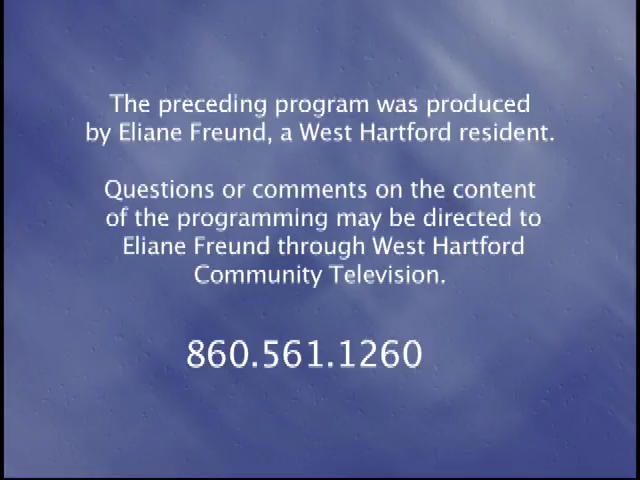 The preceding program was produced
by Eliane Freund, a West Hartford resident.
Questions or comments on the content
of the programming may be directed to
Eliane Freund through West Hartford
Community Television.
860.561.1260